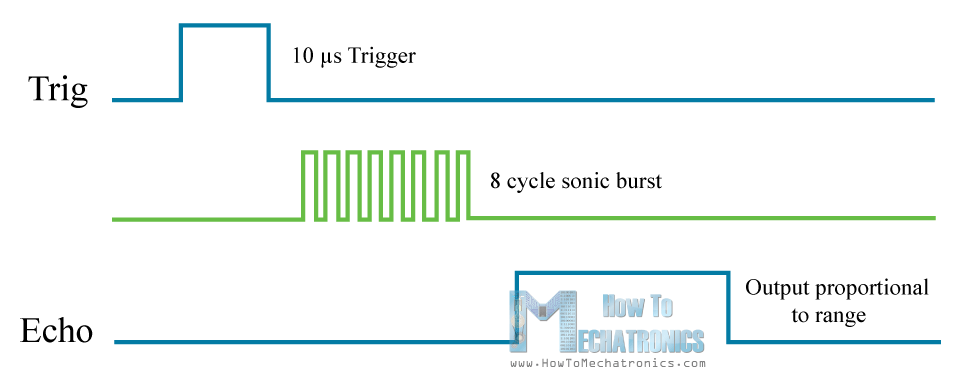 10 µs Trigger
Trig
8 cycle sonic burst
Output proportional
to range
Echo
How To
MECHATRONICS
www.HowToMechatronics.com